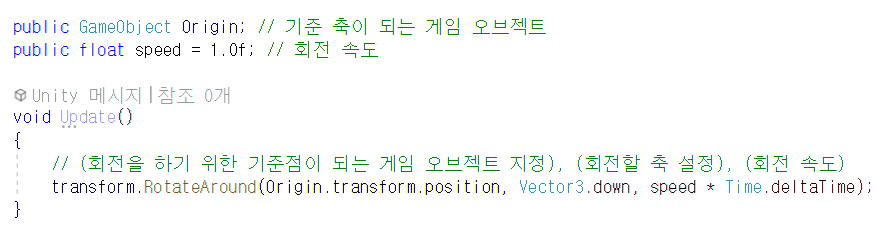 public GameObject Origin; // 기준 축이 되는 게임 오브젝트
public float speed = 1.0f; // 회전 속도
Unity 메시지|참조 0개
void Update()
{
// (회전을 하기 위한 기준점이 되는 게임 오브젝트 지정), (회전할 축 설정), (회전 속도)
transform.RotateAround(Origin.transform.position, Vector3.down, speed * Time.deltaTime);
}